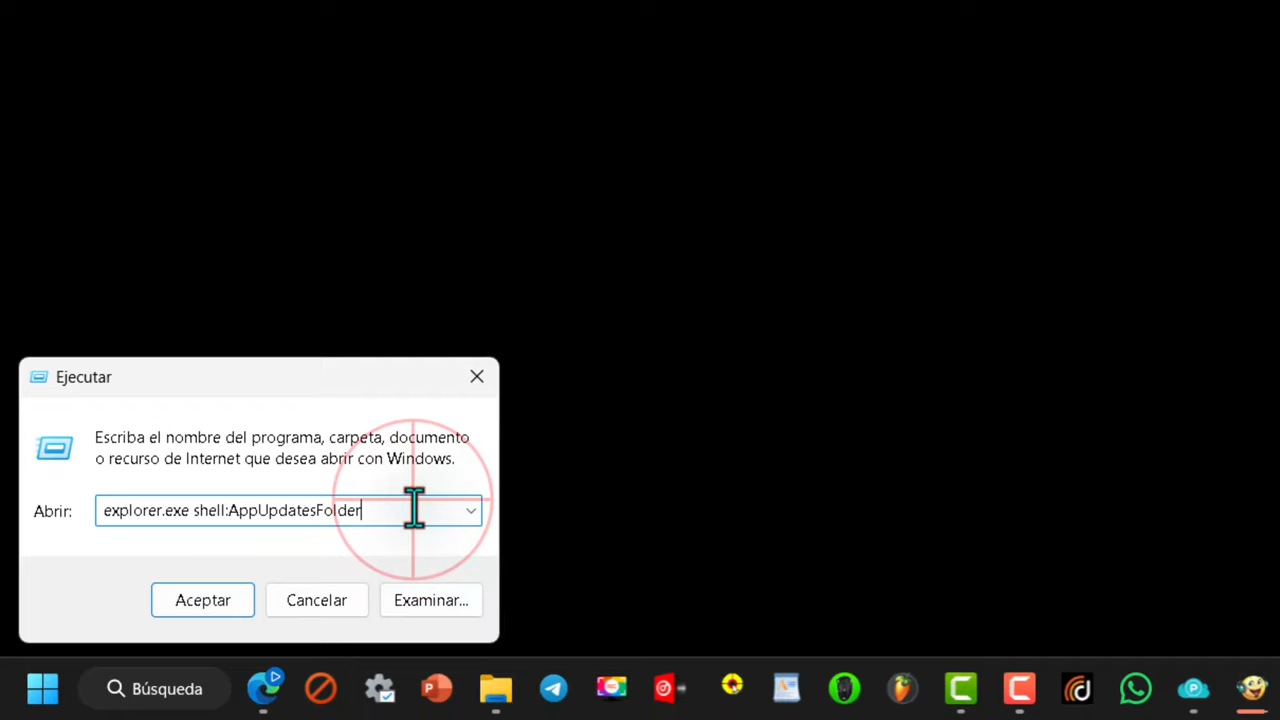 Ejecutar
Escriba el nombre del programa, carpeta, documento
o recurso de Internet que desea abrir con Windows.
Abrir: explorer.exe shell:AppUpdatesFolder
Aceptar Cancelar Examinar...
Búsqueda